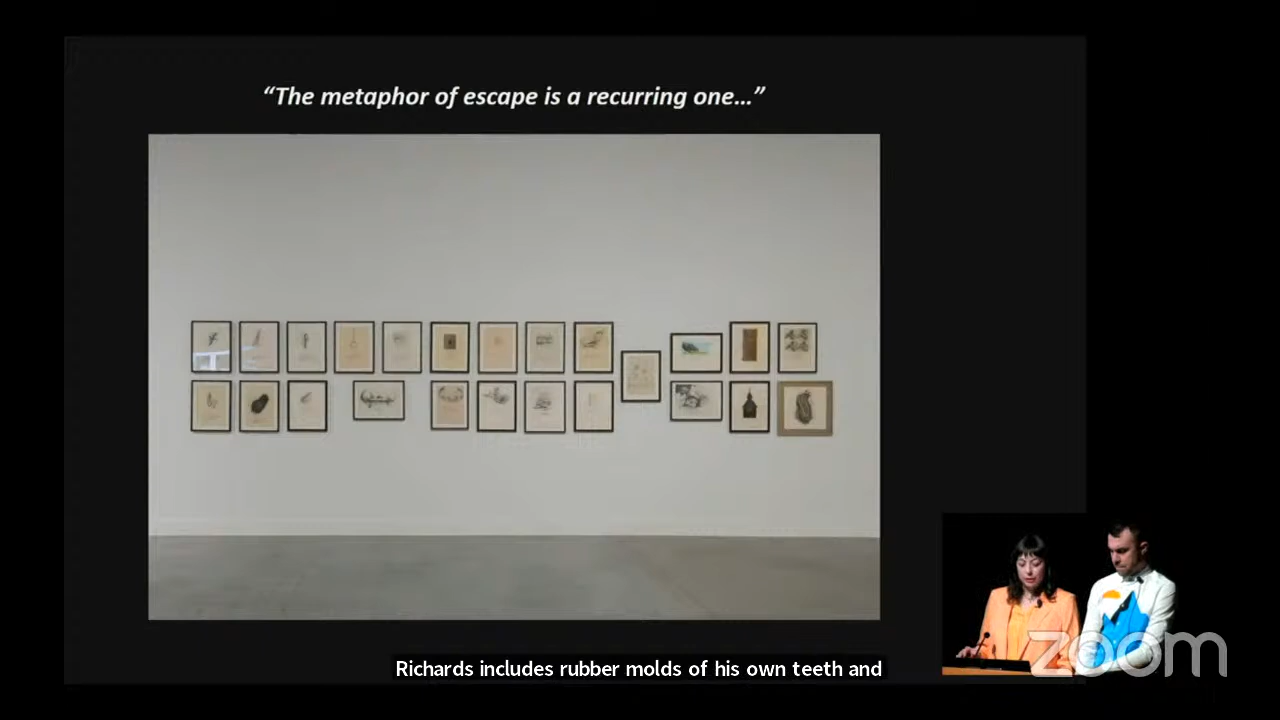 “The metaphor of escape is a recurring one…”
Richards includes rubber molds of his own teeth and
zoom